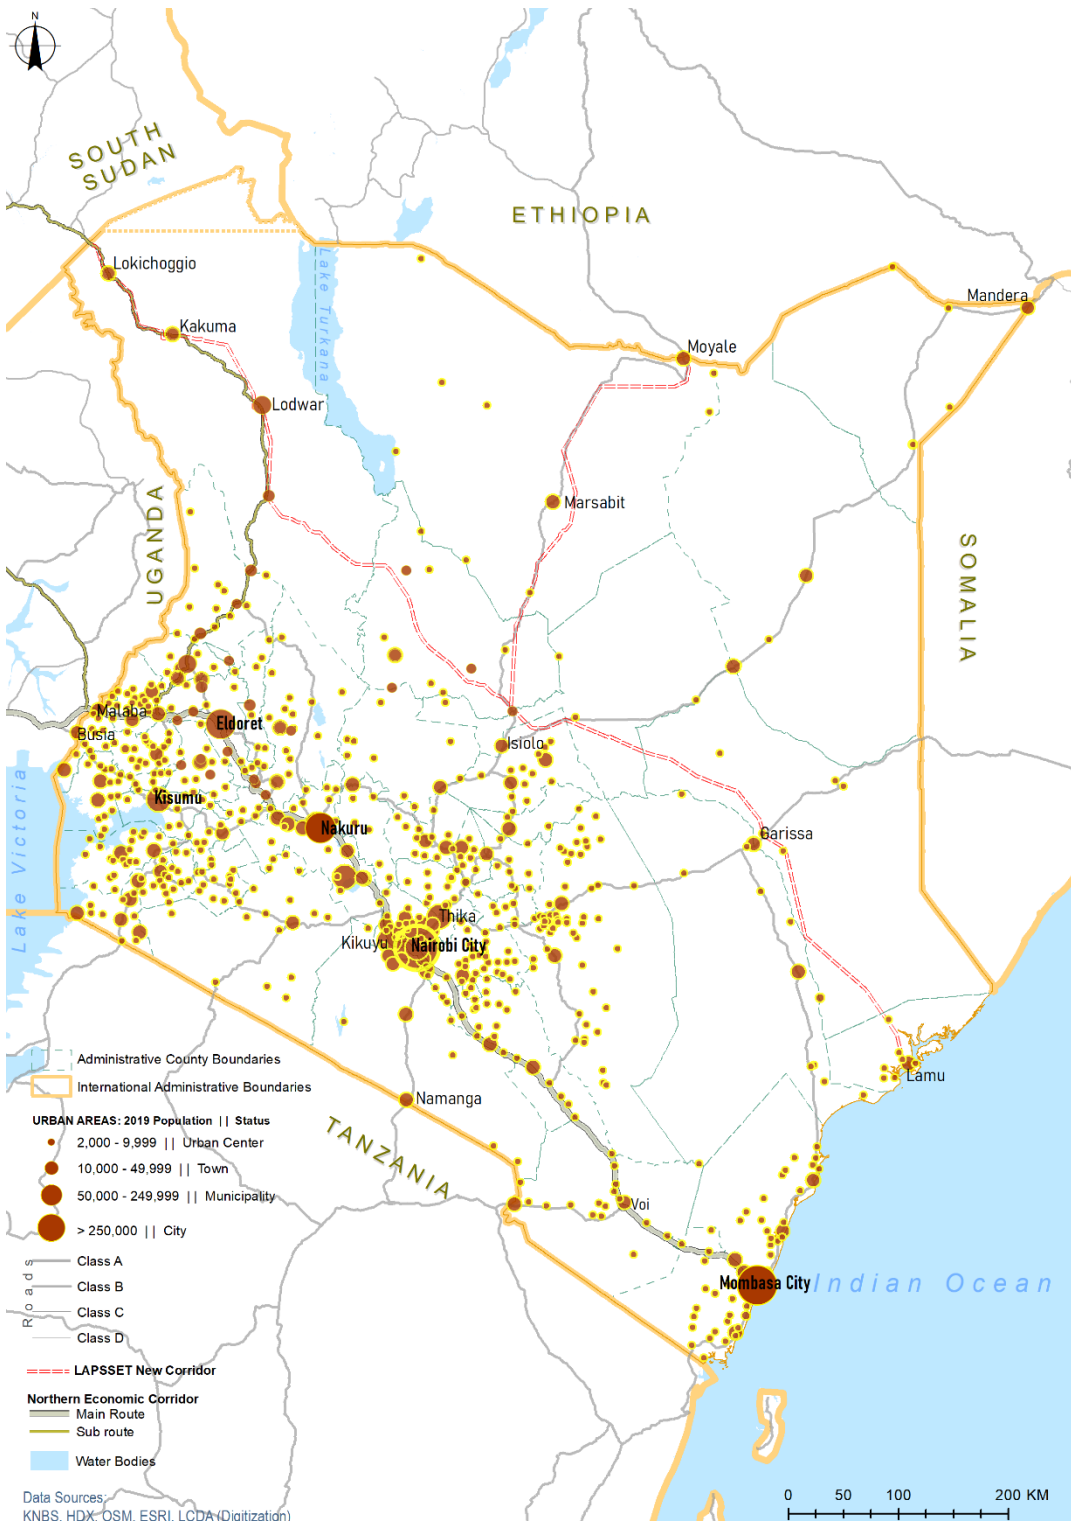 N
SOUTH
SUDAN
ETHIOPIA
Lokichoggio
Lake Turkana
Mandera
Kakuma
Moyale
Lodwar
Marsabit
UGANDA
SOMALIA
Malaba
Eldoret
Busia
Isiolo
Lake Victoria
Kisumu
Nakuru
Garissa
Thika
Kikuyu
Nairobi City
Lamu
Namanga
TANZANIA
Voi
Mombasa City
Indian Ocean
Administrative County Boundaries
International Administrative Boundaries
URBAN AREAS: 2019 Population || Status
2,000 - 9,999 || Urban Center
10,000 - 49,999 || Town
50,000 - 249,999 || Municipality
> 250,000 || City
Roads
Class A
Class B
Class C
Class D
LAPSSET New Corridor
Northern Economic Corridor
Main Route
Sub route
Water Bodies
Data Sources:
KNBS, HDX, OSM, ESRI, LCDA (Digitization)
0 50 100 200 KM